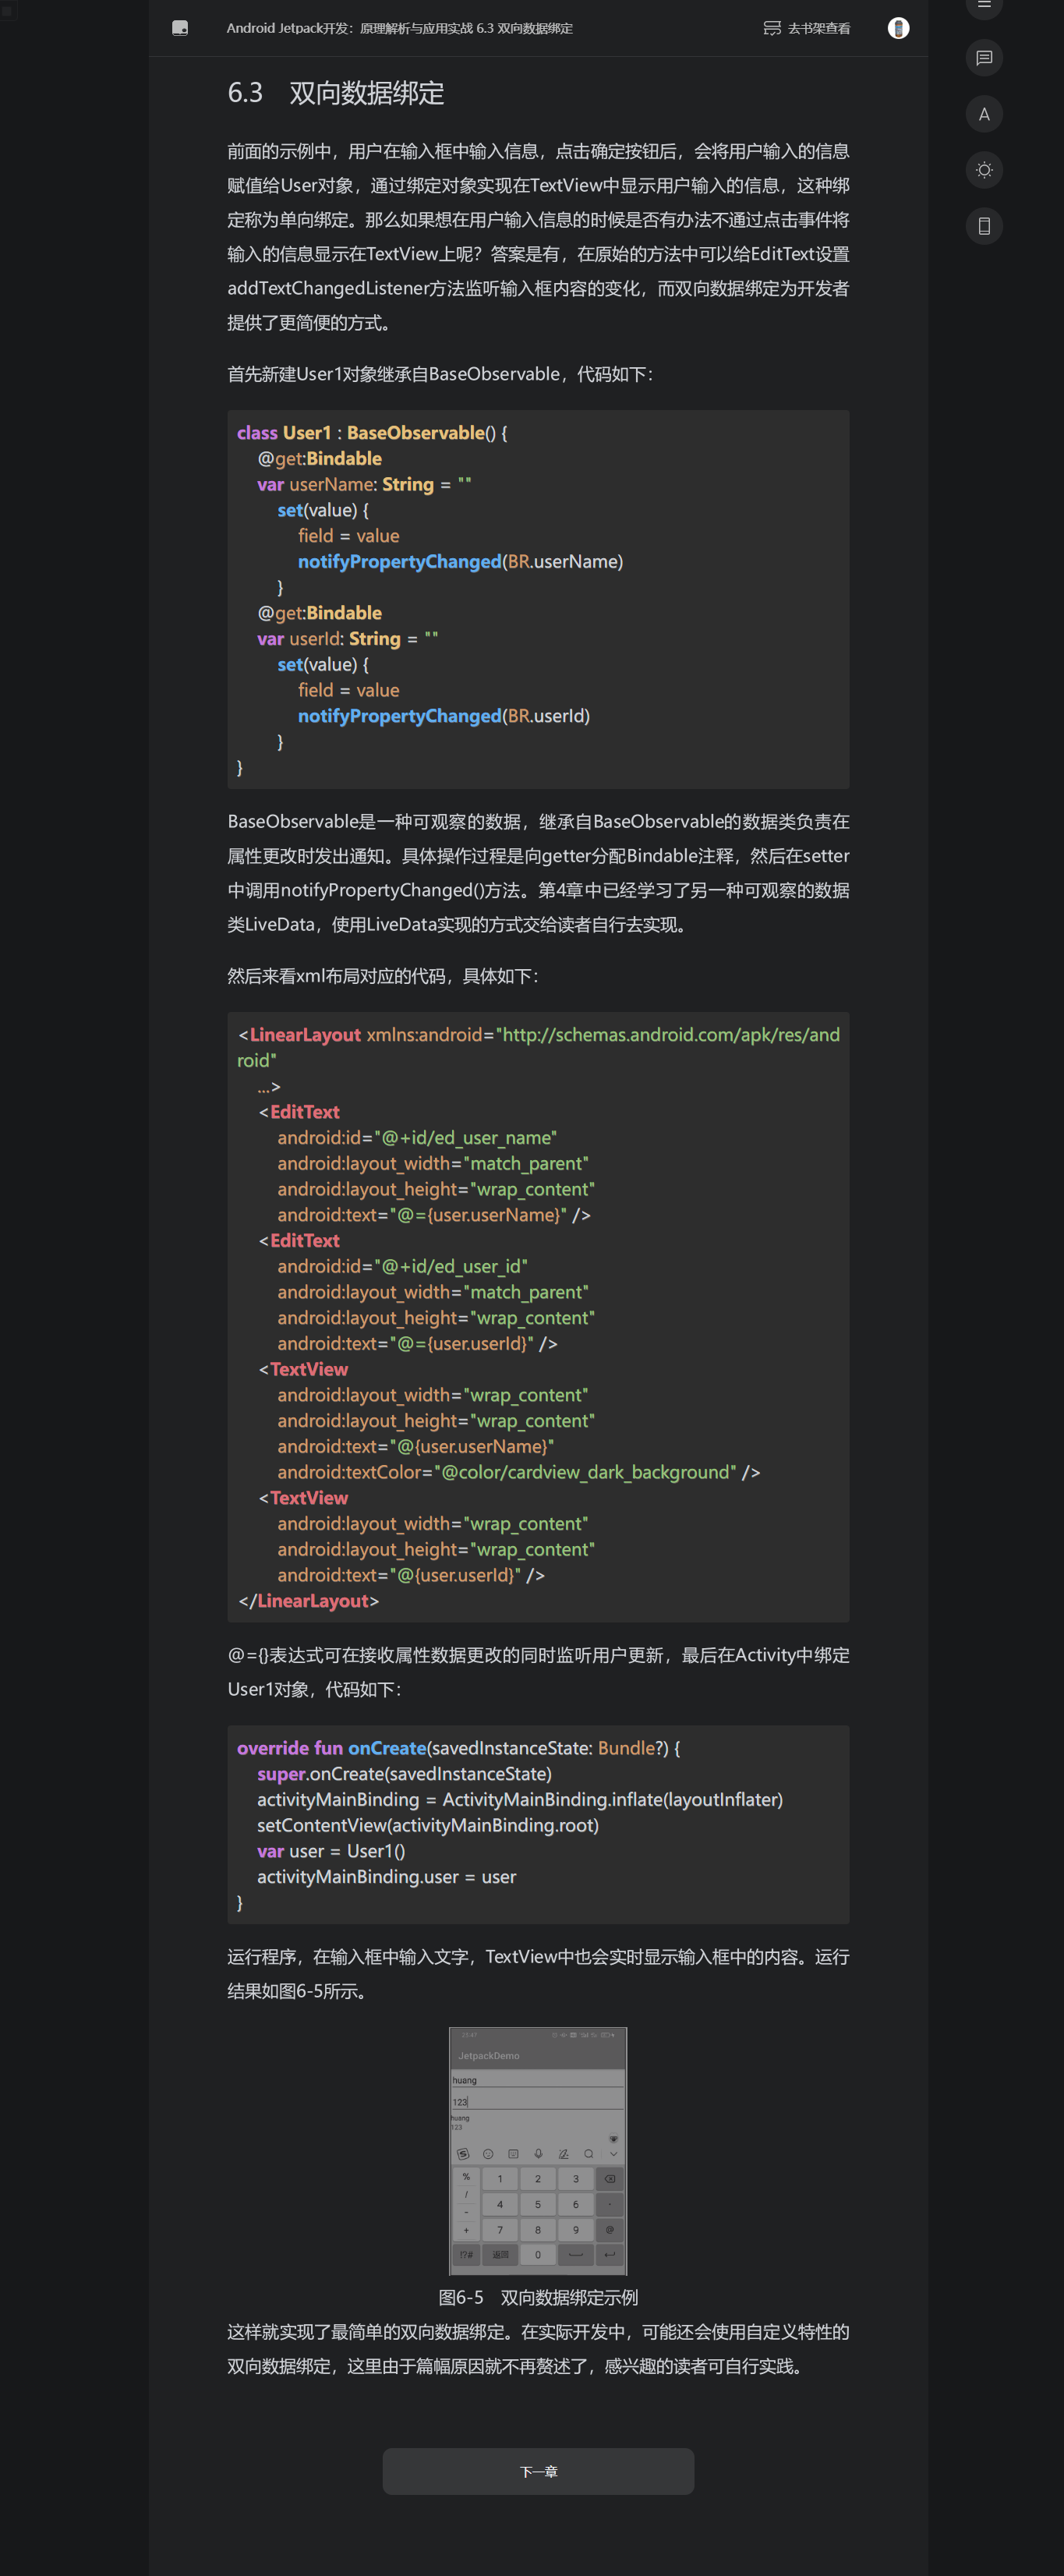 Android Jetpack开发：原理解析与应用实战 6.3 双向数据绑定
去书架查看
A
6.3 双向数据绑定
前面的示例中，用户在输入框中输入信息，点击确定按钮后，会将用户输入的信息
赋值给User对象，通过绑定对象实现在TextView中显示用户输入的信息，这种绑
定称为单向绑定。那么如果想在用户输入信息的时候是否有办法不通过点击事件将
输入的信息显示在TextView上呢？答案是有，在原始的方法中可以给EditText设置
addTextChangedListener方法监听输入框内容的变化，而双向数据绑定为开发者
提供了更简便的方式。
首先新建User1对象继承自BaseObservable，代码如下：
class User1 : BaseObservable() {
@get:Bindable
var userName: String = ""
set(value) {
field = value
notifyPropertyChanged(BR.userName)
}
@get:Bindable
var userId: String = ""
set(value) {
field = value
notifyPropertyChanged(BR.userId)
}
}
BaseObservable是一种可观察的数据，继承自BaseObservable的数据类负责在
属性更改时发出通知。具体操作过程是向getter分配Bindable注释，然后在setter
中调用notifyPropertyChanged()方法。第4章中已经学习了另一种可观察的数据
类LiveData，使用LiveData实现的方式交给读者自行去实现。
然后来看xml布局对应的代码，具体如下：
<LinearLayout xmlns:android="http://schemas.android.com/apk/res/and
roid"
...>
<EditText
android:id="@+id/ed_user_name"
android:layout_width="match_parent"
android:layout_height="wrap_content"
android:text="@={user.userName}" />
<EditText
android:id="@+id/ed_user_id"
android:layout_width="match_parent"
android:layout_height="wrap_content"
android:text="@={user.userId}" />
<TextView
android:layout_width="wrap_content"
android:layout_height="wrap_content"
android:text="@{user.userName}"
android:textColor="@color/cardview_dark_background" />
<TextView
android:layout_width="wrap_content"
android:layout_height="wrap_content"
android:text="@{user.userId}" />
</LinearLayout>
@={}表达式可在接收属性数据更改的同时监听用户更新，最后在Activity中绑定
User1对象，代码如下：
override fun onCreate(savedInstanceState: Bundle?) {
super.onCreate(savedInstanceState)
activityMainBinding = ActivityMainBinding.inflate(layoutInflater)
setContentView(activityMainBinding.root)
var user = User1()
activityMainBinding.user = user
}
运行程序，在输入框中输入文字，TextView中也会实时显示输入框中的内容。运行
结果如图6-5所示。
JetpackDemo
huang
123
huang
123
% 1 2 3
/
4 5 6 .
-
+ 7 8 9 @
!?# 返回 0
图6-5 双向数据绑定示例
这样就实现了最简单的双向数据绑定。在实际开发中，可能还会使用自定义特性的
双向数据绑定，这里由于篇幅原因就不再赘述了，感兴趣的读者可自行实践。
下一章